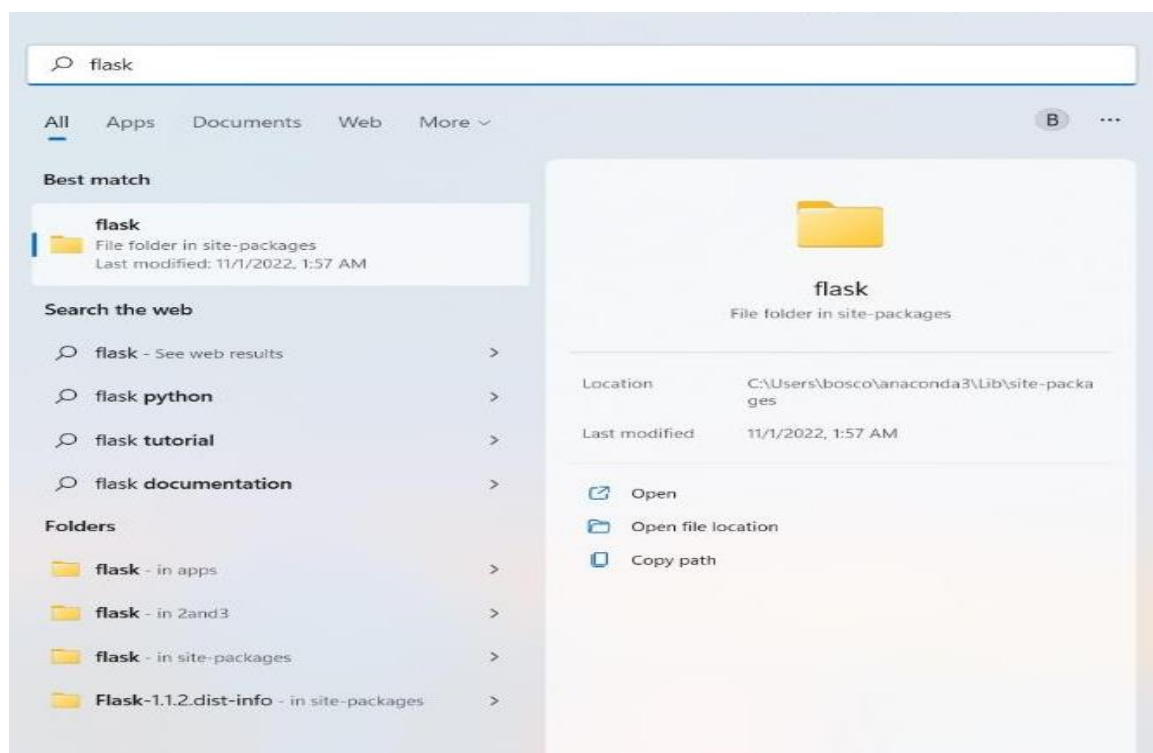 flask
All Apps Documents Web More
B ...
Best match
flask
File folder in site-packages
Last modified: 11/1/2022, 1:57 AM
Search the web
flask - See web results
flask python
flask tutorial
flask documentation
Folders
flask - in apps
flask - in 2and3
flask - in site-packages
Flask-1.1.2.dist-info - in site-packages
flask
File folder in site-packages
Location C:\Users\bosco\anaconda3\Lib\site-packa
ges
Last modified 11/1/2022, 1:57 AM
Open
Open file location
Copy path